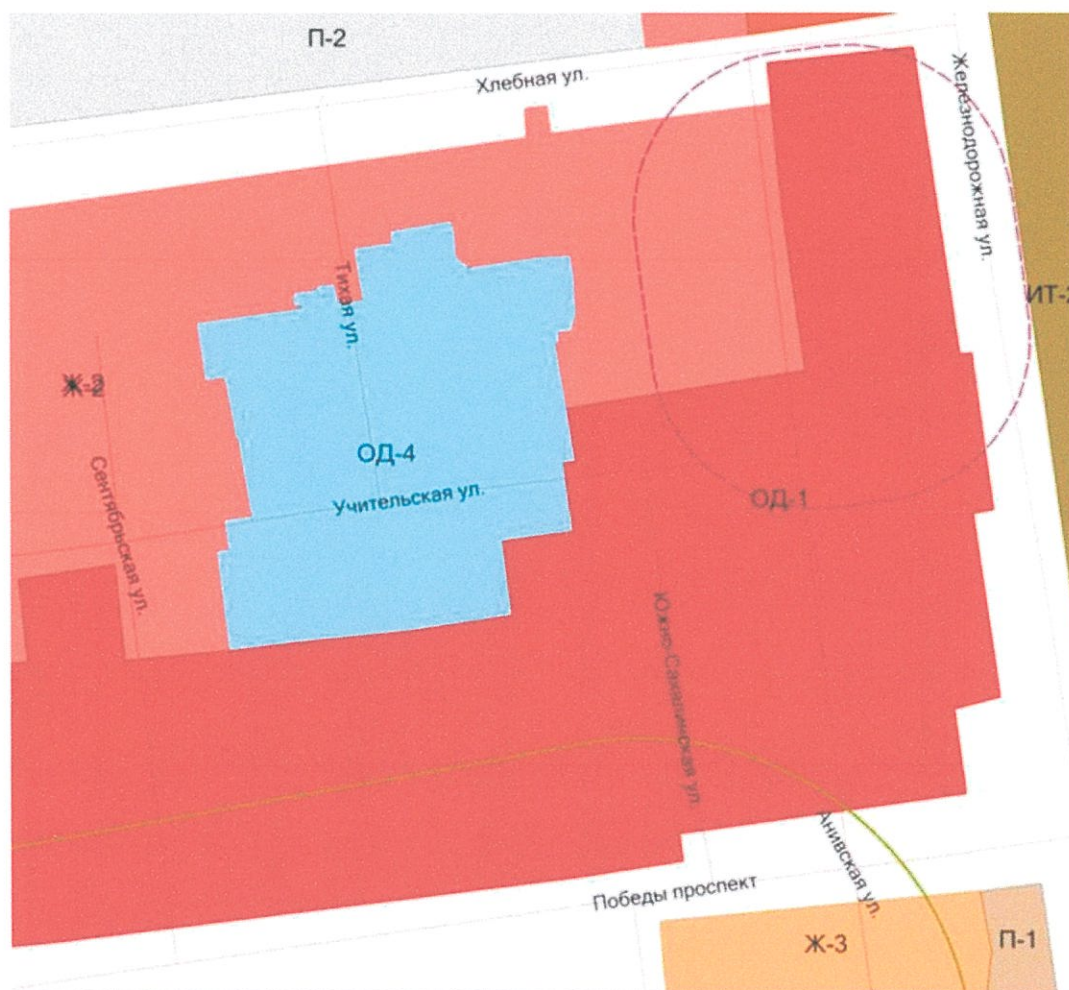 П-2
Хлебная ул.
Железнодорожная ул.
Тихая ул.
ИТ-2
ОД-4
Учительская ул.
Сентябрьская ул.
ОД-1
Южно-Сахалинская ул.
Анивская ул.
Победы проспект
Ж-3
П-1